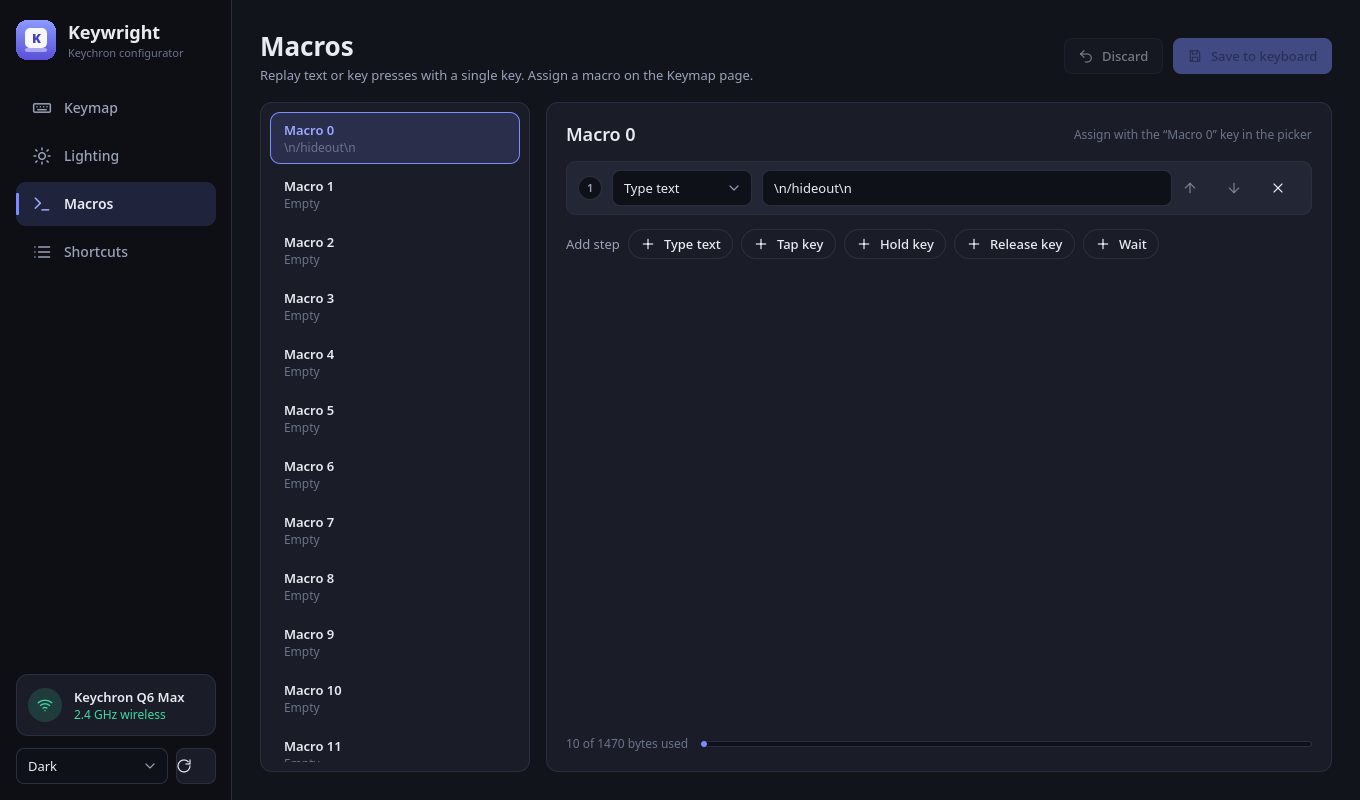 K
Keywright
Keychron configurator
Keymap
Lighting
Macros
Shortcuts
Keychron Q6 Max
2.4 GHz wireless
Dark
Macros
Replay text or key presses with a single key. Assign a macro on the Keymap page.
Discard
Save to keyboard
Macro 0
\n/hideout\n
Macro 1
Empty
Macro 2
Empty
Macro 3
Empty
Macro 4
Empty
Macro 5
Empty
Macro 6
Empty
Macro 7
Empty
Macro 8
Empty
Macro 9
Empty
Macro 10
Empty
Macro 11
Macro 0
Assign with the “Macro 0” key in the picker
1
Type text
\n/hideout\n
Add step
Type text
Tap key
Hold key
Release key
Wait
10 of 1470 bytes used